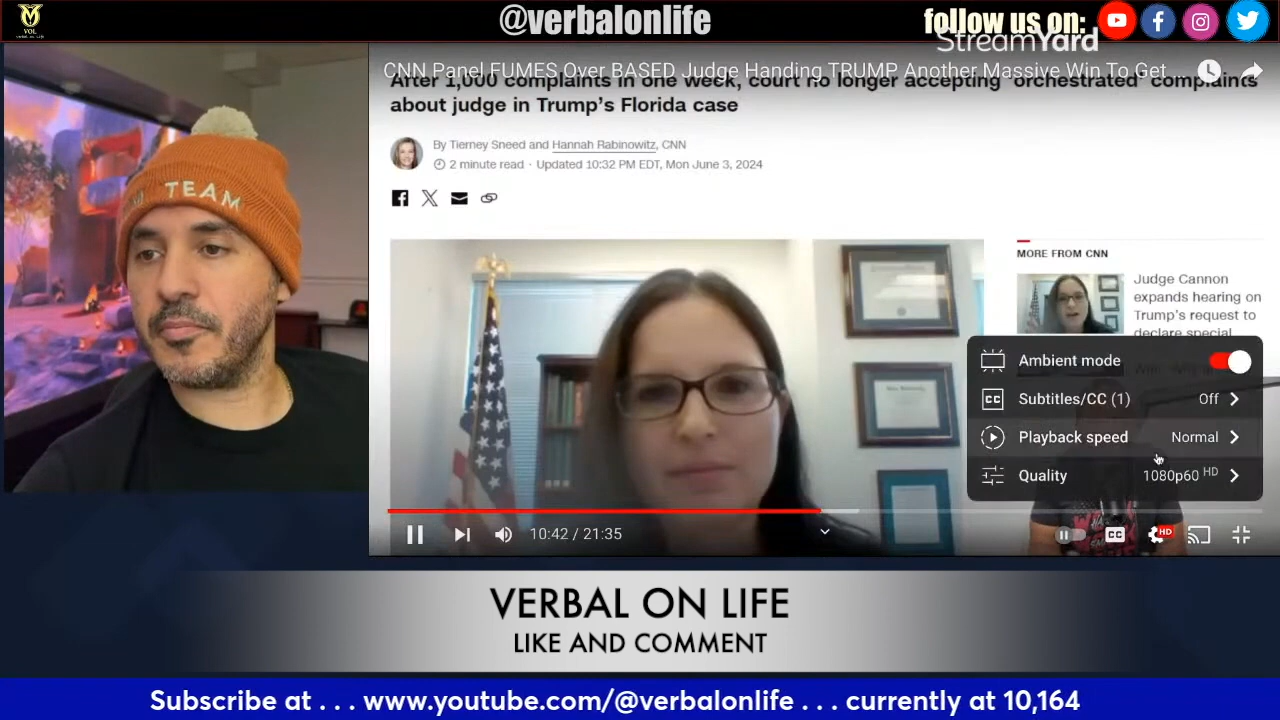 VOL
@verbalonlife
follow us on:
StreamYard
CNN Panel FUMES Over BASED Judge Handing TRUMP Another Massive Win To Get
After 1,000 complaints in one week, court no longer accepting 'orchestrated' complaints
about judge in Trump's Florida case
By Tierney Sneed and Hannah Rabinowitz, CNN
2 minute read · Updated 10:32 PM EDT, Mon June 3, 2024
TEAM
MORE FROM CNN
Judge Cannon
expands hearing on
Trump's request to
declare special
Ambient mode
CC Subtitles/CC (1) Off
Playback speed Normal
Quality 1080p60 HD
10:42 / 21:35
CC
HD
VERBAL ON LIFE
LIKE AND COMMENT
Subscribe at . . . www.youtube.com/@verbalonlife . . . currently at 10,164